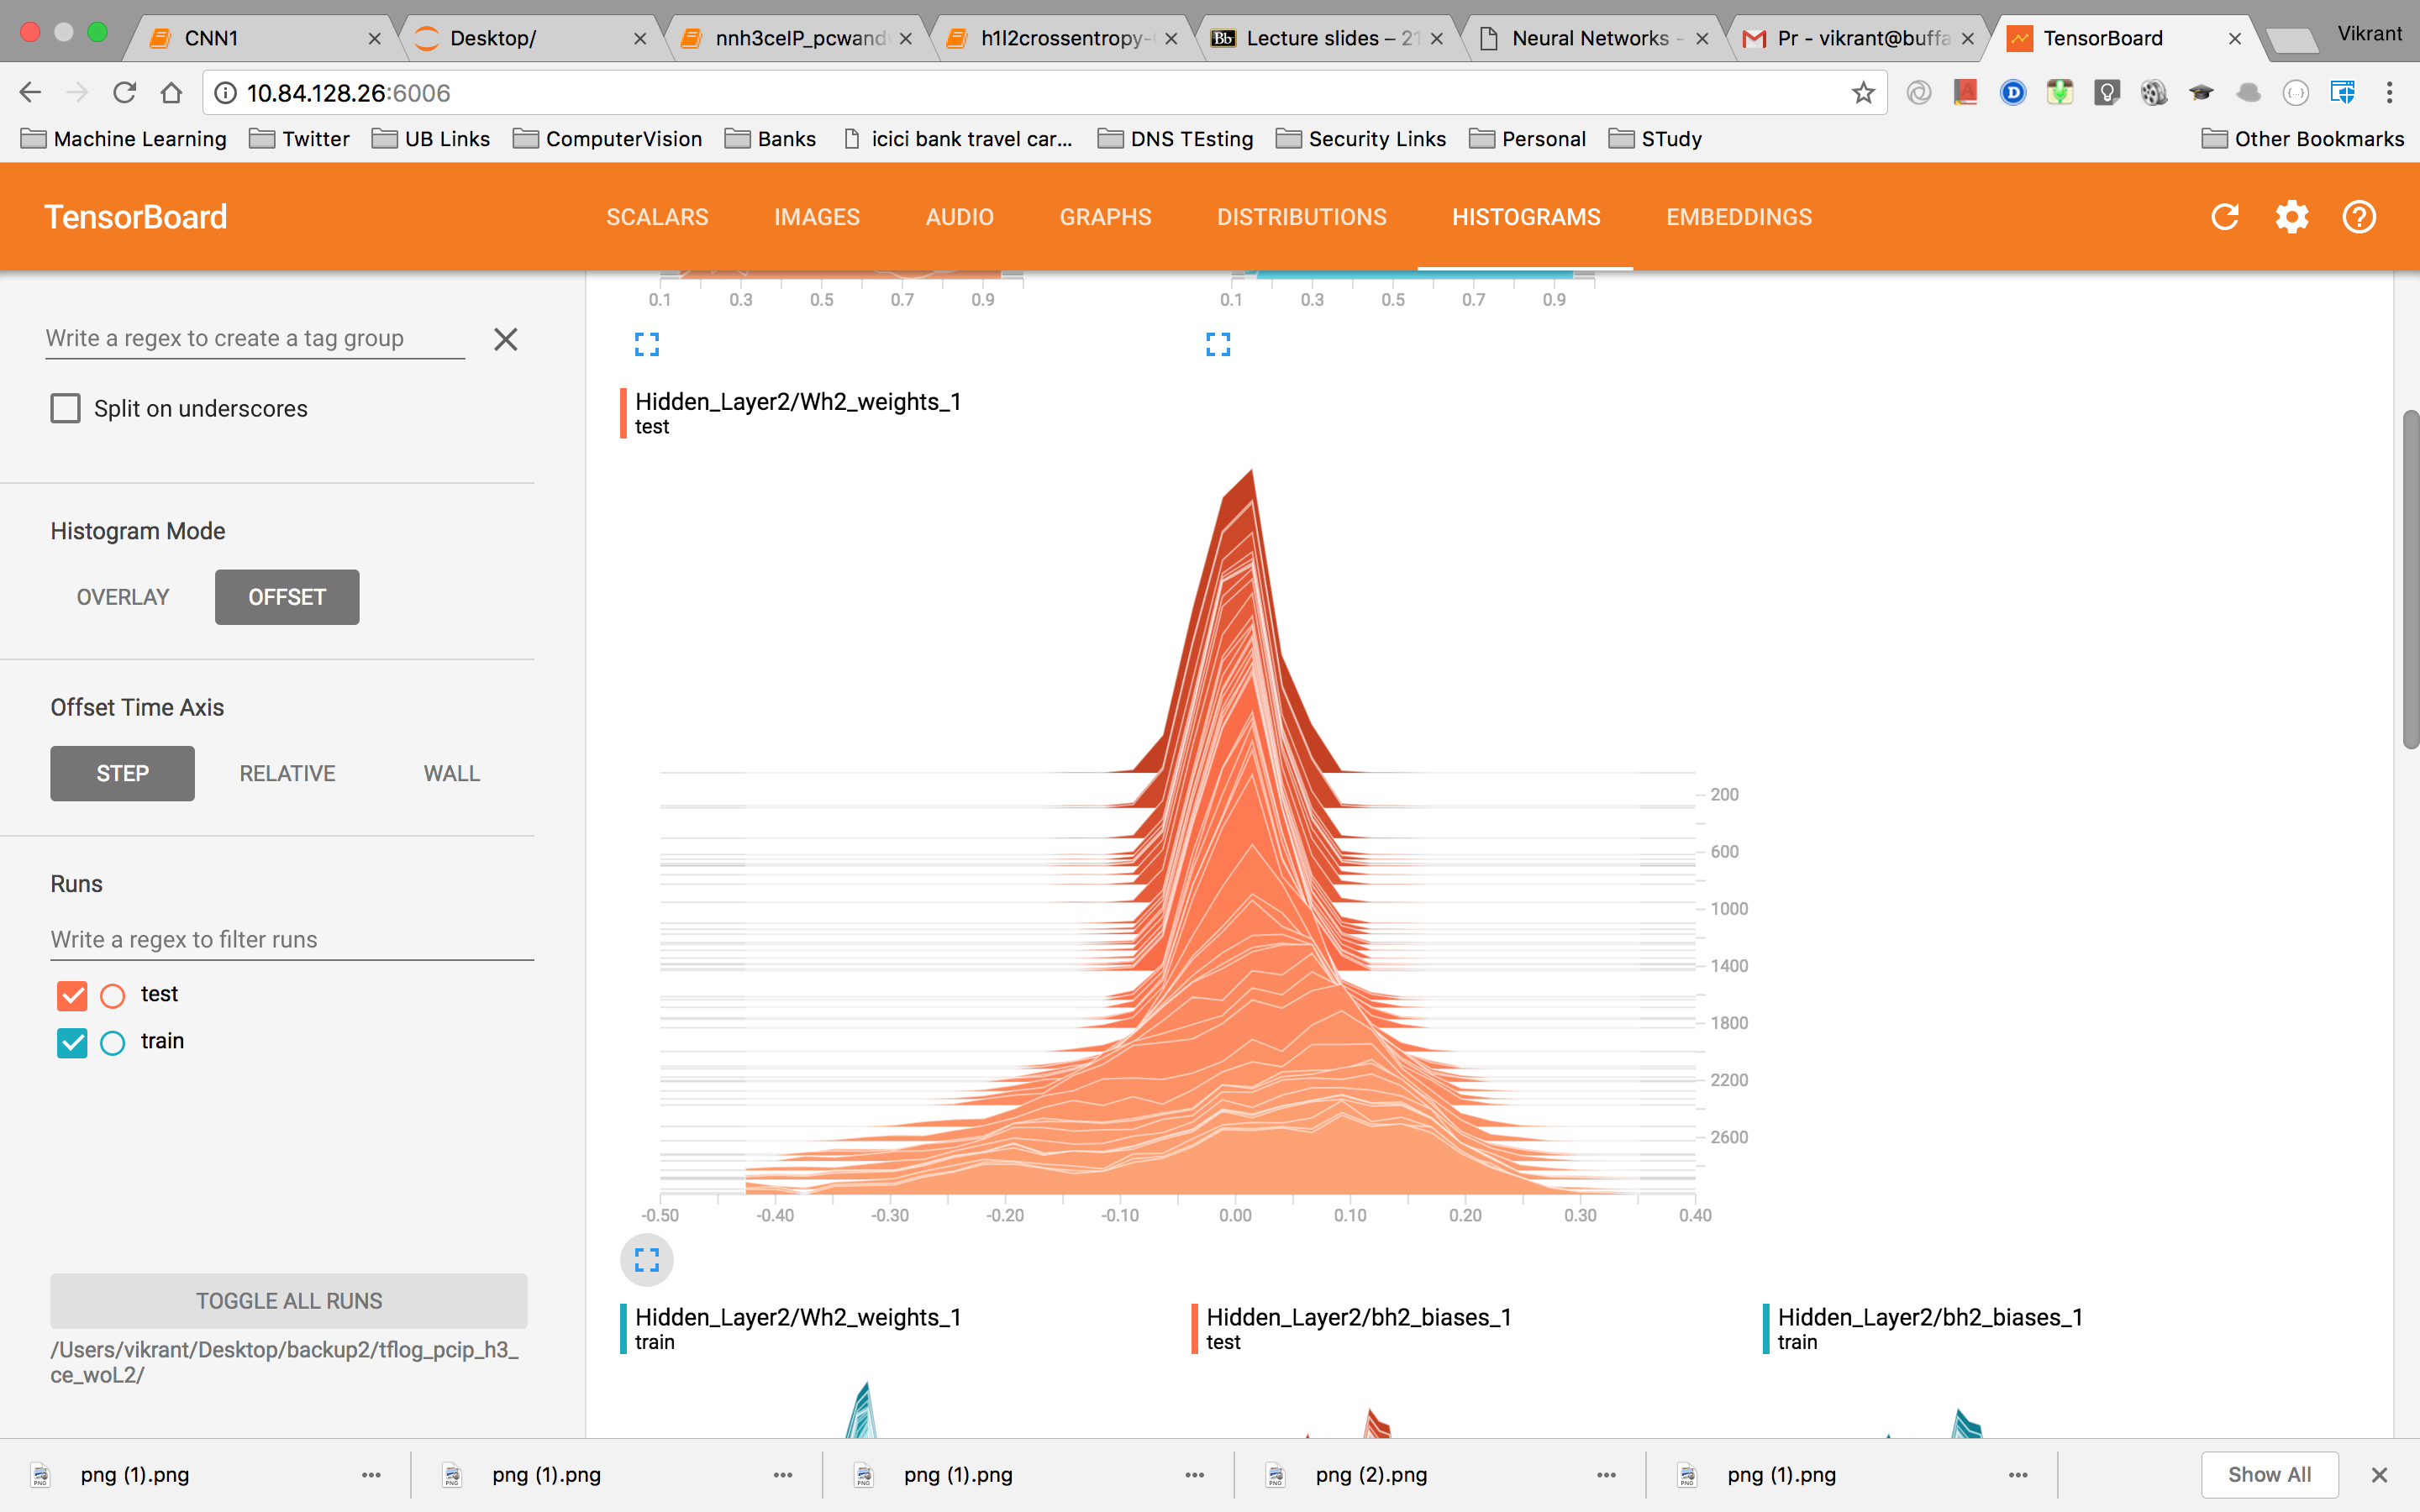 CNN1
Desktop/
nnh3ceIP_pcwand
h1l2crossentropy-
Lecture slides – 21
Neural Networks -
Pr - vikrant@buffa
TensorBoard
Vikrant
10.84.128.26:6006
Machine Learning
Twitter
UB Links
ComputerVision
Banks
icici bank travel car...
DNS TEsting
Security Links
Personal
STudy
Other Bookmarks
TensorBoard
SCALARS
IMAGES
AUDIO
GRAPHS
DISTRIBUTIONS
HISTOGRAMS
EMBEDDINGS
Write a regex to create a tag group
Split on underscores
Histogram Mode
OVERLAY
OFFSET
Offset Time Axis
STEP
RELATIVE
WALL
Runs
Write a regex to filter runs
test
train
TOGGLE ALL RUNS
/Users/vikrant/Desktop/backup2/tflog_pcip_h3_
ce_woL2/
0.1 0.3 0.5 0.7 0.9
0.1 0.3 0.5 0.7 0.9
Hidden_Layer2/Wh2_weights_1
test
200
600
1000
1400
1800
2200
2600
-0.50 -0.40 -0.30 -0.20 -0.10 0.00 0.10 0.20 0.30 0.40
Hidden_Layer2/Wh2_weights_1
train
Hidden_Layer2/bh2_biases_1
test
Hidden_Layer2/bh2_biases_1
train
png (1).png
png (1).png
png (1).png
png (2).png
png (1).png
Show All